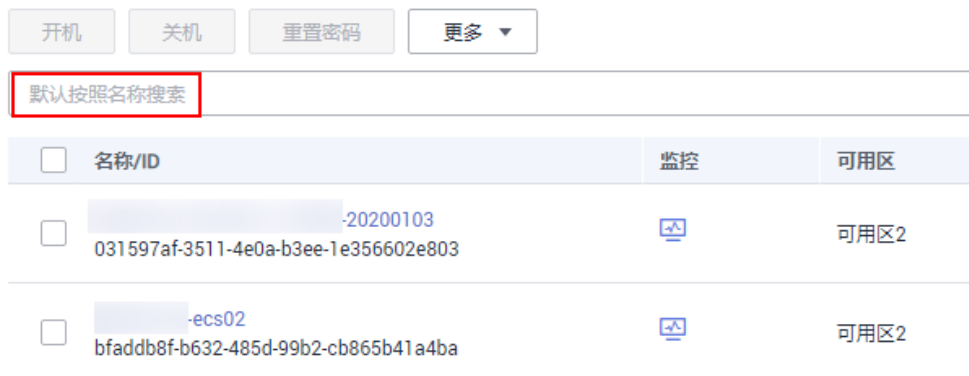 开机 关机 重置密码 更多
默认按照名称搜索
名称/ID 监控 可用区
-20200103
031597af-3511-4e0a-b3ee-1e356602e803 可用区2
-ecs02
bfaddb8f-b632-485d-99b2-cb865b41a4ba 可用区2